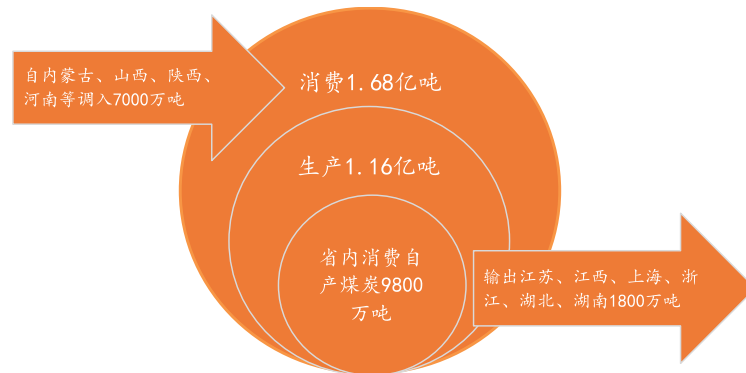 自内蒙古、山西、陕西、
河南等调入7000万吨
消费1.68亿吨
生产1.16亿吨
省内消费自
产煤炭9800
万吨
输出江苏、江西、上海、浙
江、湖北、湖南1800万吨